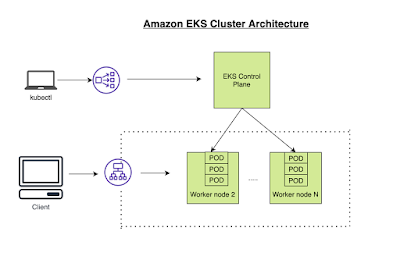 Amazon EKS Cluster Architecture
EKS Control
Plane
kubectl
POD
POD
POD
Worker node 2
.....
POD
POD
POD
Worker node N
Client